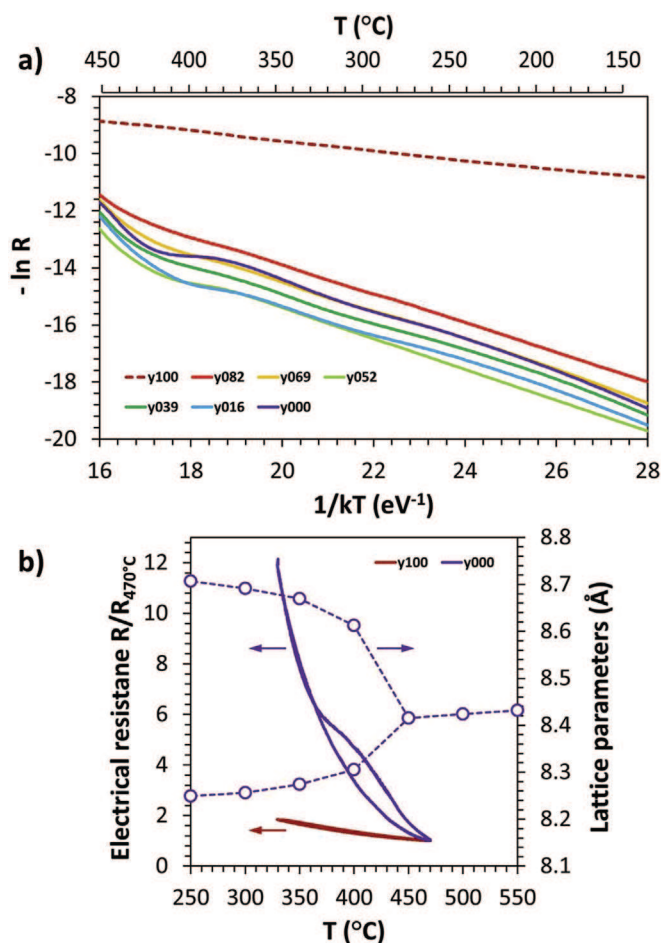 T (°C)
a)
450 400 350 300 250 200 150
-8
-10
-12
-14
-16
-18
-20
- ln R
y100 y082 y069 y052
y039 y016 y000
16 18 20 22 24 26 28
1/kT (eV⁻¹)
b)
Electrical resistane R/R470°C
12
10
8
6
4
2
0
y100 y000
8.8
8.7
8.6
8.5
8.4
8.3
8.2
8.1
Lattice parameters (Å)
250 300 350 400 450 500 550
T (°C)